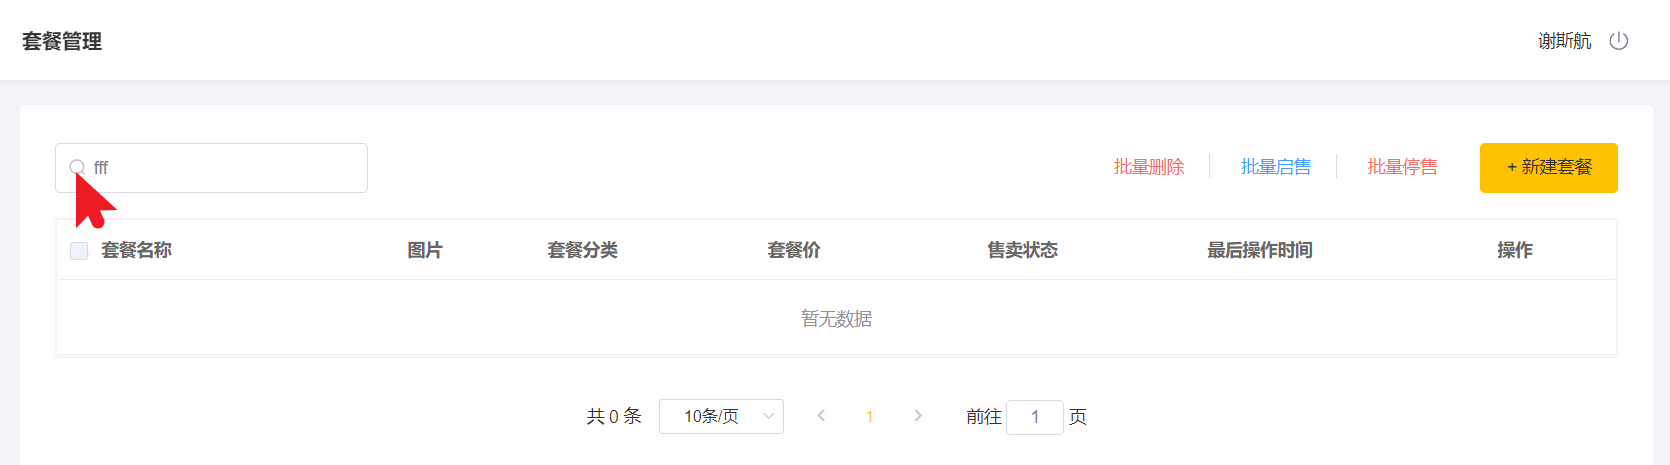 套餐管理 谢斯航
fff 批量删除 批量启售 批量停售 + 新建套餐
套餐名称 图片 套餐分类 套餐价 售卖状态 最后操作时间 操作
暂无数据
共 0 条 10条/页 1 前往 1 页